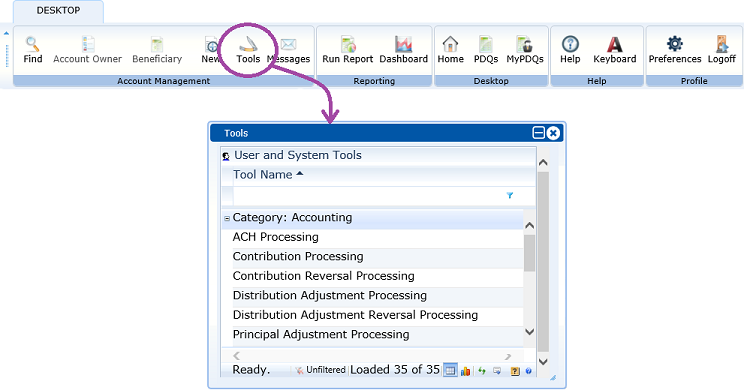 DESKTOP
Find Account Owner Beneficiary New Tools Messages Run Report Dashboard Home PDQs MyPDQs Help Keyboard Preferences Logoff
Account Management Reporting Desktop Help Profile
Tools
User and System Tools
Tool Name
Category: Accounting
ACH Processing
Contribution Processing
Contribution Reversal Processing
Distribution Adjustment Processing
Distribution Adjustment Reversal Processing
Principal Adjustment Processing
Ready. Unfiltered Loaded 35 of 35